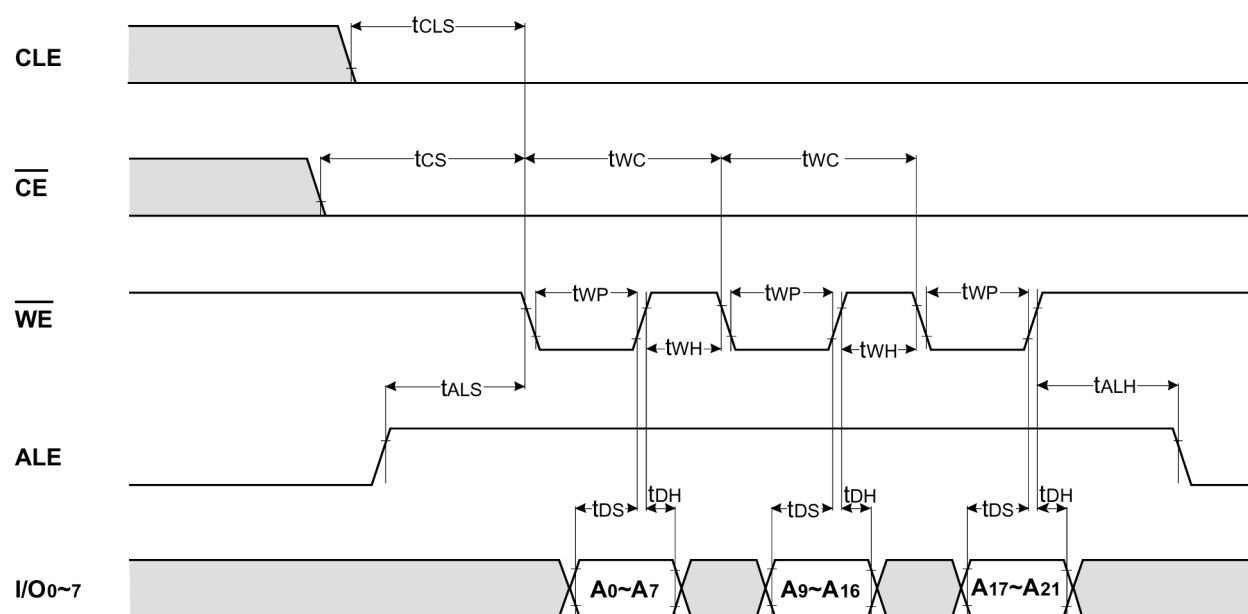 tCLS
CLE
tCS tWC tWC
CE
tWP tWP tWP
WE
tWH tWH
tALS tALH
ALE
tDS tDH tDS tDH tDS tDH
I/O0~7 A0~A7 A9~A16 A17~A21